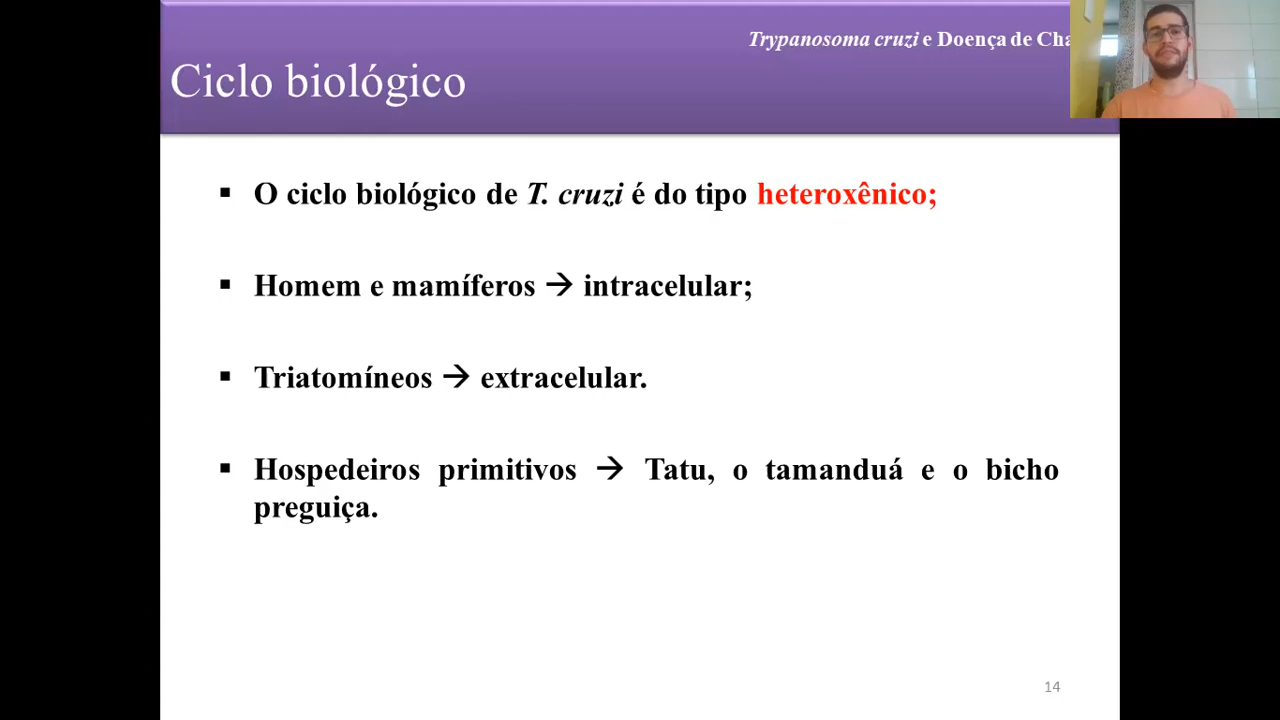 Trypanosoma cruzi e Doença de Cha
Ciclo biológico
▪ O ciclo biológico de T. cruzi é do tipo heteroxênico;
▪ Homem e mamíferos → intracelular;
▪ Triatomíneos → extracelular.
▪ Hospedeiros primitivos → Tatu, o tamanduá e o bicho
preguiça.
14